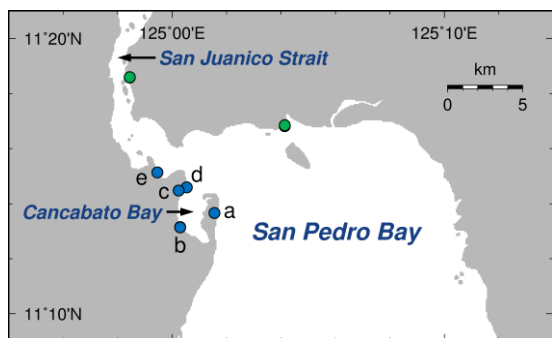 11°20'N
125°00'E
125°10'E
San Juanico Strait
km
0 5
e
d
c
Cancabato Bay
a
b
San Pedro Bay
11°10'N